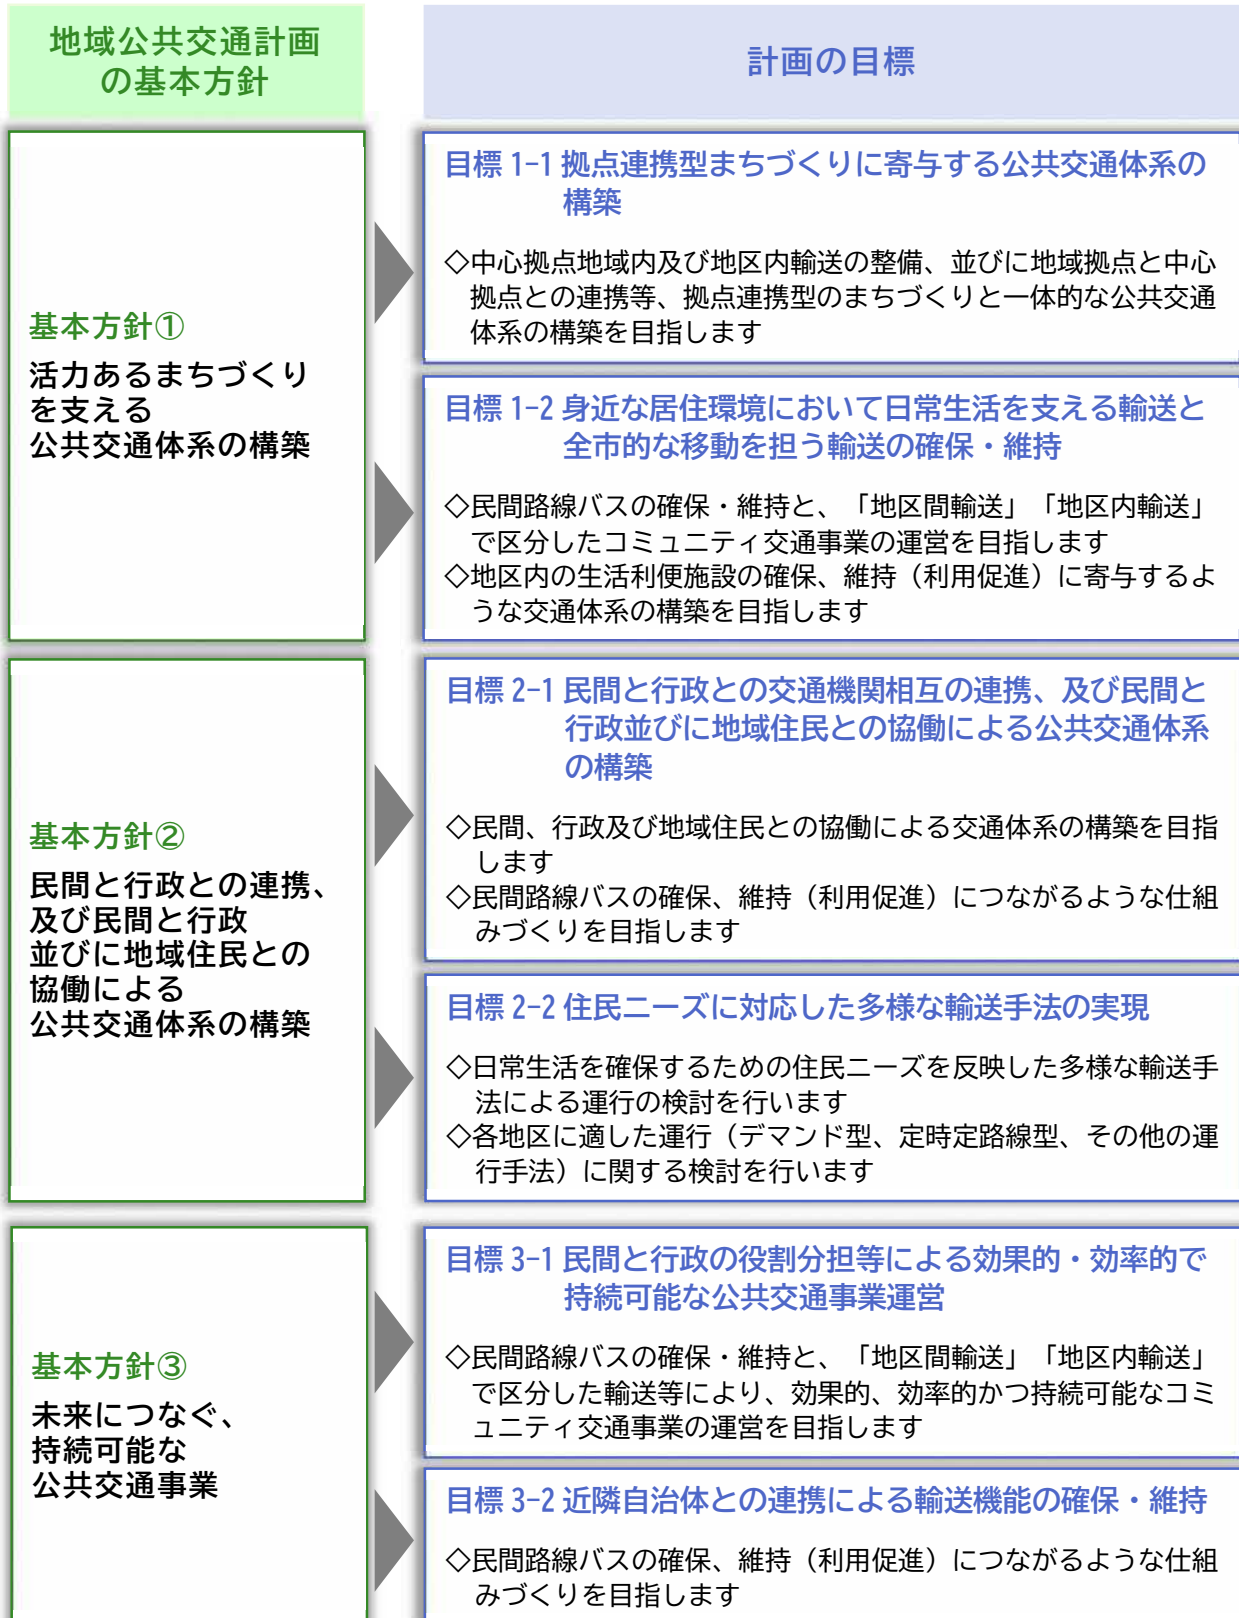 地域公共交通計画
の基本方針
計画の目標
基本方針①
活力あるまちづくり
を支える
公共交通体系の構築
目標 1-1 拠点連携型まちづくりに寄与する公共交通体系の
構築
◇中心拠点地域内及び地区内輸送の整備、並びに地域拠点と中心
拠点との連携等、拠点連携型のまちづくりと一体的な公共交通
体系の構築を目指します
目標 1-2 身近な居住環境において日常生活を支える輸送と
全市的な移動を担う輸送の確保・維持
◇民間路線バスの確保・維持と、「地区間輸送」「地区内輸送」
で区分したコミュニティ交通事業の運営を目指します
◇地区内の生活利便施設の確保、維持（利用促進）に寄与するよ
うな交通体系の構築を目指します
基本方針②
民間と行政との連携、
及び民間と行政
並びに地域住民との
協働による
公共交通体系の構築
目標 2-1 民間と行政との交通機関相互の連携、及び民間と
行政並びに地域住民との協働による公共交通体系
の構築
◇民間、行政及び地域住民との協働による交通体系の構築を目指
します
◇民間路線バスの確保、維持（利用促進）につながるような仕組
みづくりを目指します
目標 2-2 住民ニーズに対応した多様な輸送手法の実現
◇日常生活を確保するための住民ニーズを反映した多様な輸送手
法による運行の検討を行います
◇各地区に適した運行（デマンド型、定時定路線型、その他の運
行手法）に関する検討を行います
基本方針③
未来につなぐ、
持続可能な
公共交通事業
目標 3-1 民間と行政の役割分担等による効果的・効率的で
持続可能な公共交通事業運営
◇民間路線バスの確保・維持と、「地区間輸送」「地区内輸送」
で区分した輸送等により、効果的、効率的かつ持続可能なコミ
ュニティ交通事業の運営を目指します
目標 3-2 近隣自治体との連携による輸送機能の確保・維持
◇民間路線バスの確保、維持（利用促進）につながるような仕組
みづくりを目指します